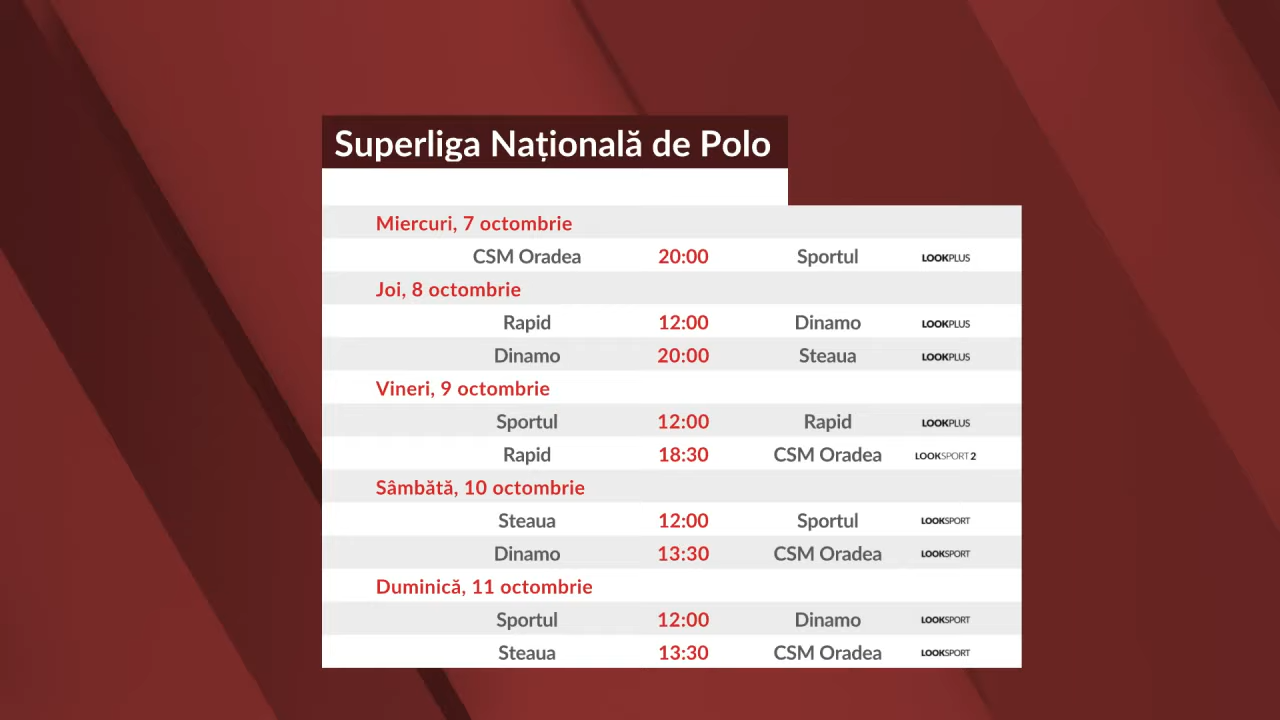 Superliga Națională de Polo
Miercuri, 7 octombrie
CSM Oradea 20:00 Sportul LOOKPLUS
Joi, 8 octombrie
Rapid 12:00 Dinamo LOOKPLUS
Dinamo 20:00 Steaua LOOKPLUS
Vineri, 9 octombrie
Sportul 12:00 Rapid LOOKPLUS
Rapid 18:30 CSM Oradea LOOKSPORT 2
Sâmbătă, 10 octombrie
Steaua 12:00 Sportul LOOKSPORT
Dinamo 13:30 CSM Oradea LOOKSPORT
Duminică, 11 octombrie
Sportul 12:00 Dinamo LOOKSPORT
Steaua 13:30 CSM Oradea LOOKSPORT